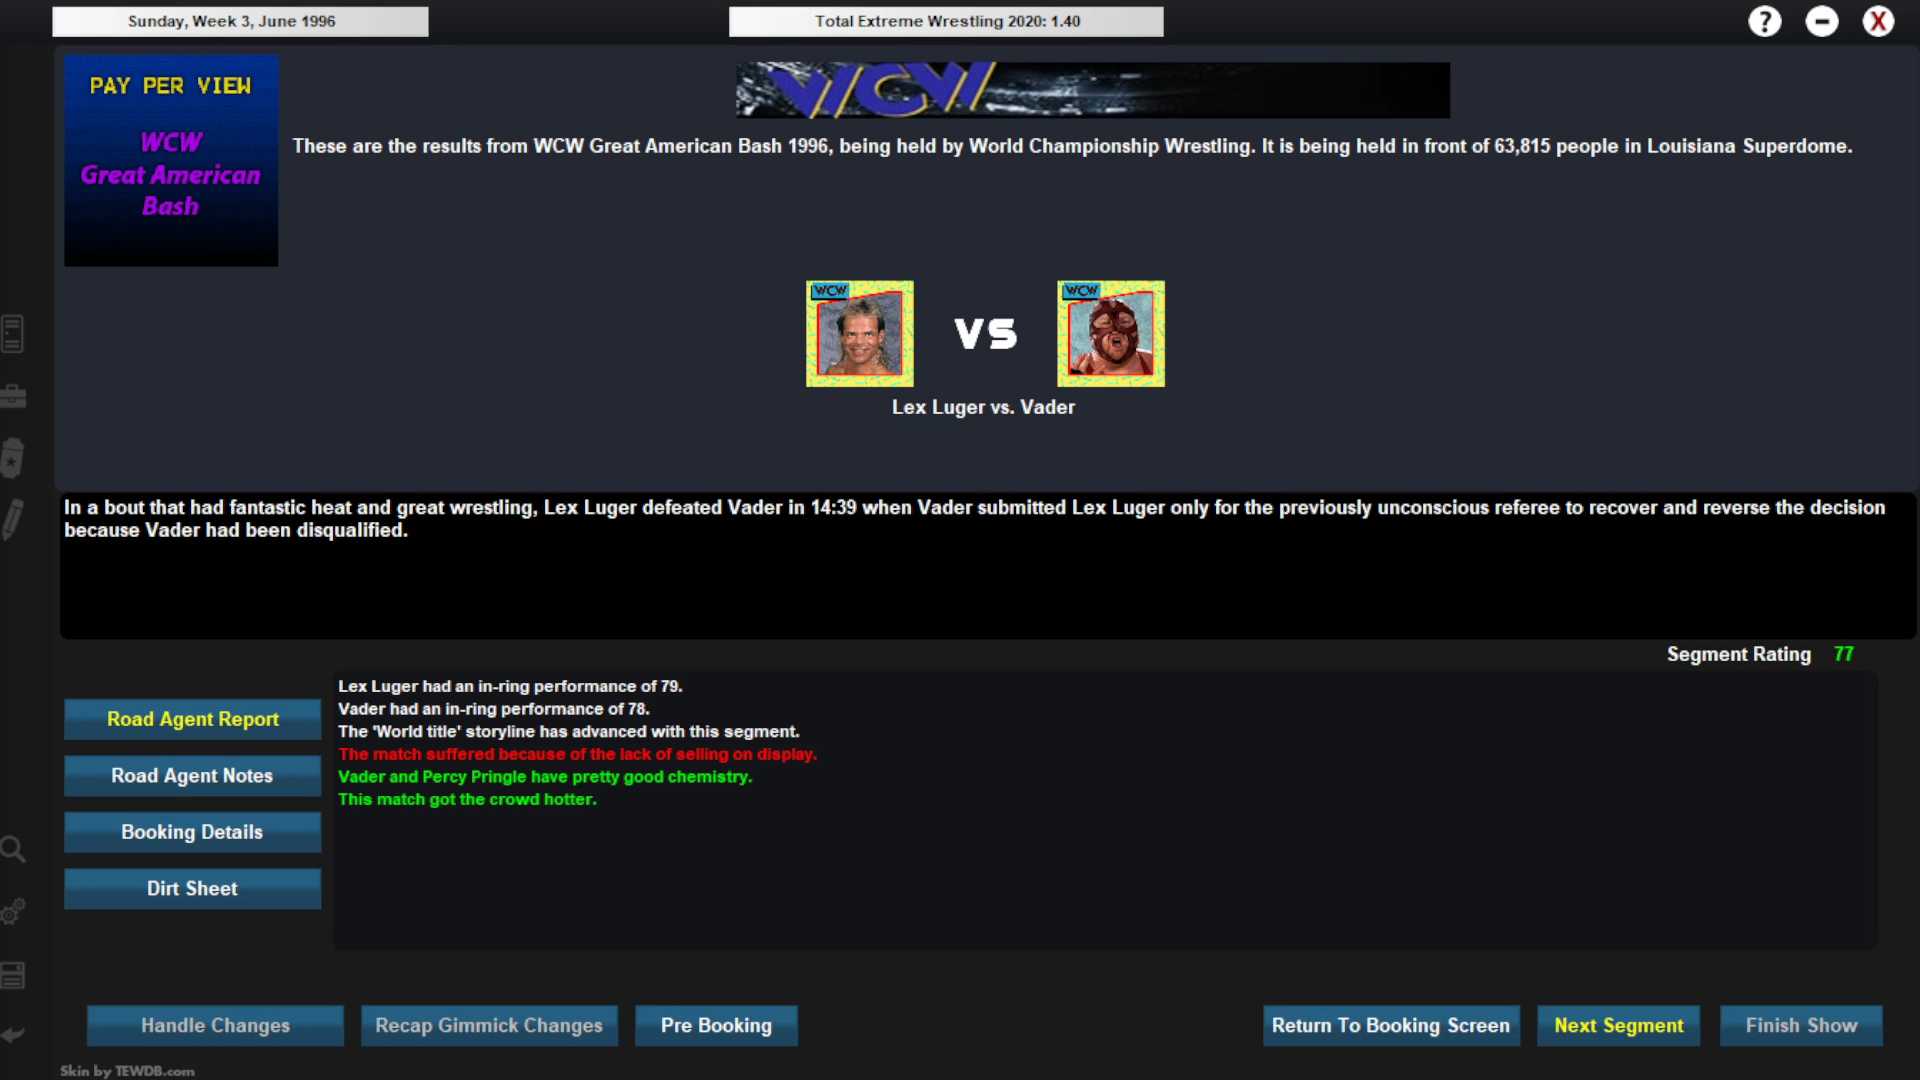 Sunday, Week 3, June 1996
Total Extreme Wrestling 2020: 1.40
?
X
PAY PER VIEW
WCW
Great American
Bash
WCW
These are the results from WCW Great American Bash 1996, being held by World Championship Wrestling. It is being held in front of 63,815 people in Louisiana Superdome.
WCW
VS
WCW
Lex Luger vs. Vader
In a bout that had fantastic heat and great wrestling, Lex Luger defeated Vader in 14:39 when Vader submitted Lex Luger only for the previously unconscious referee to recover and reverse the decision
because Vader had been disqualified.
Segment Rating 77
Road Agent Report
Road Agent Notes
Booking Details
Dirt Sheet
Lex Luger had an in-ring performance of 79.
Vader had an in-ring performance of 78.
The 'World title' storyline has advanced with this segment.
The match suffered because of the lack of selling on display.
Vader and Percy Pringle have pretty good chemistry.
This match got the crowd hotter.
Handle Changes
Recap Gimmick Changes
Pre Booking
Return To Booking Screen
Next Segment
Finish Show
Skin by TEWDB.com